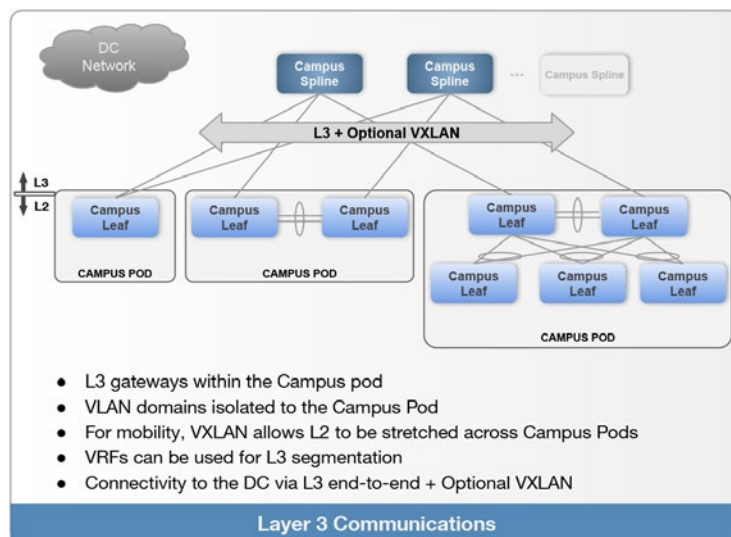 DC
Network
Campus
Spline
Campus
Spline
...
Campus Spline
L3 + Optional VXLAN
L3
L2
Campus
Leaf
CAMPUS POD
Campus
Leaf
Campus
Leaf
CAMPUS POD
Campus
Leaf
Campus
Leaf
Campus
Leaf
Campus
Leaf
Campus
Leaf
CAMPUS POD
● L3 gateways within the Campus pod
● VLAN domains isolated to the Campus Pod
● For mobility, VXLAN allows L2 to be stretched across Campus Pods
● VRFs can be used for L3 segmentation
● Connectivity to the DC via L3 end-to-end + Optional VXLAN
Layer 3 Communications